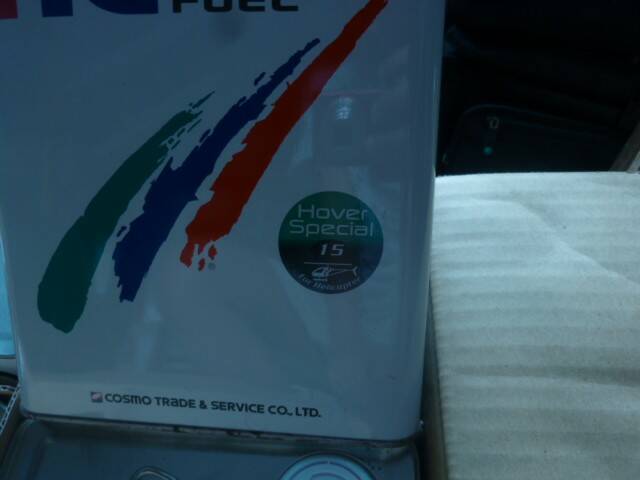 FUEL
Hover
Special
15
for Helicopter
COSMO TRADE & SERVICE CO., LTD.